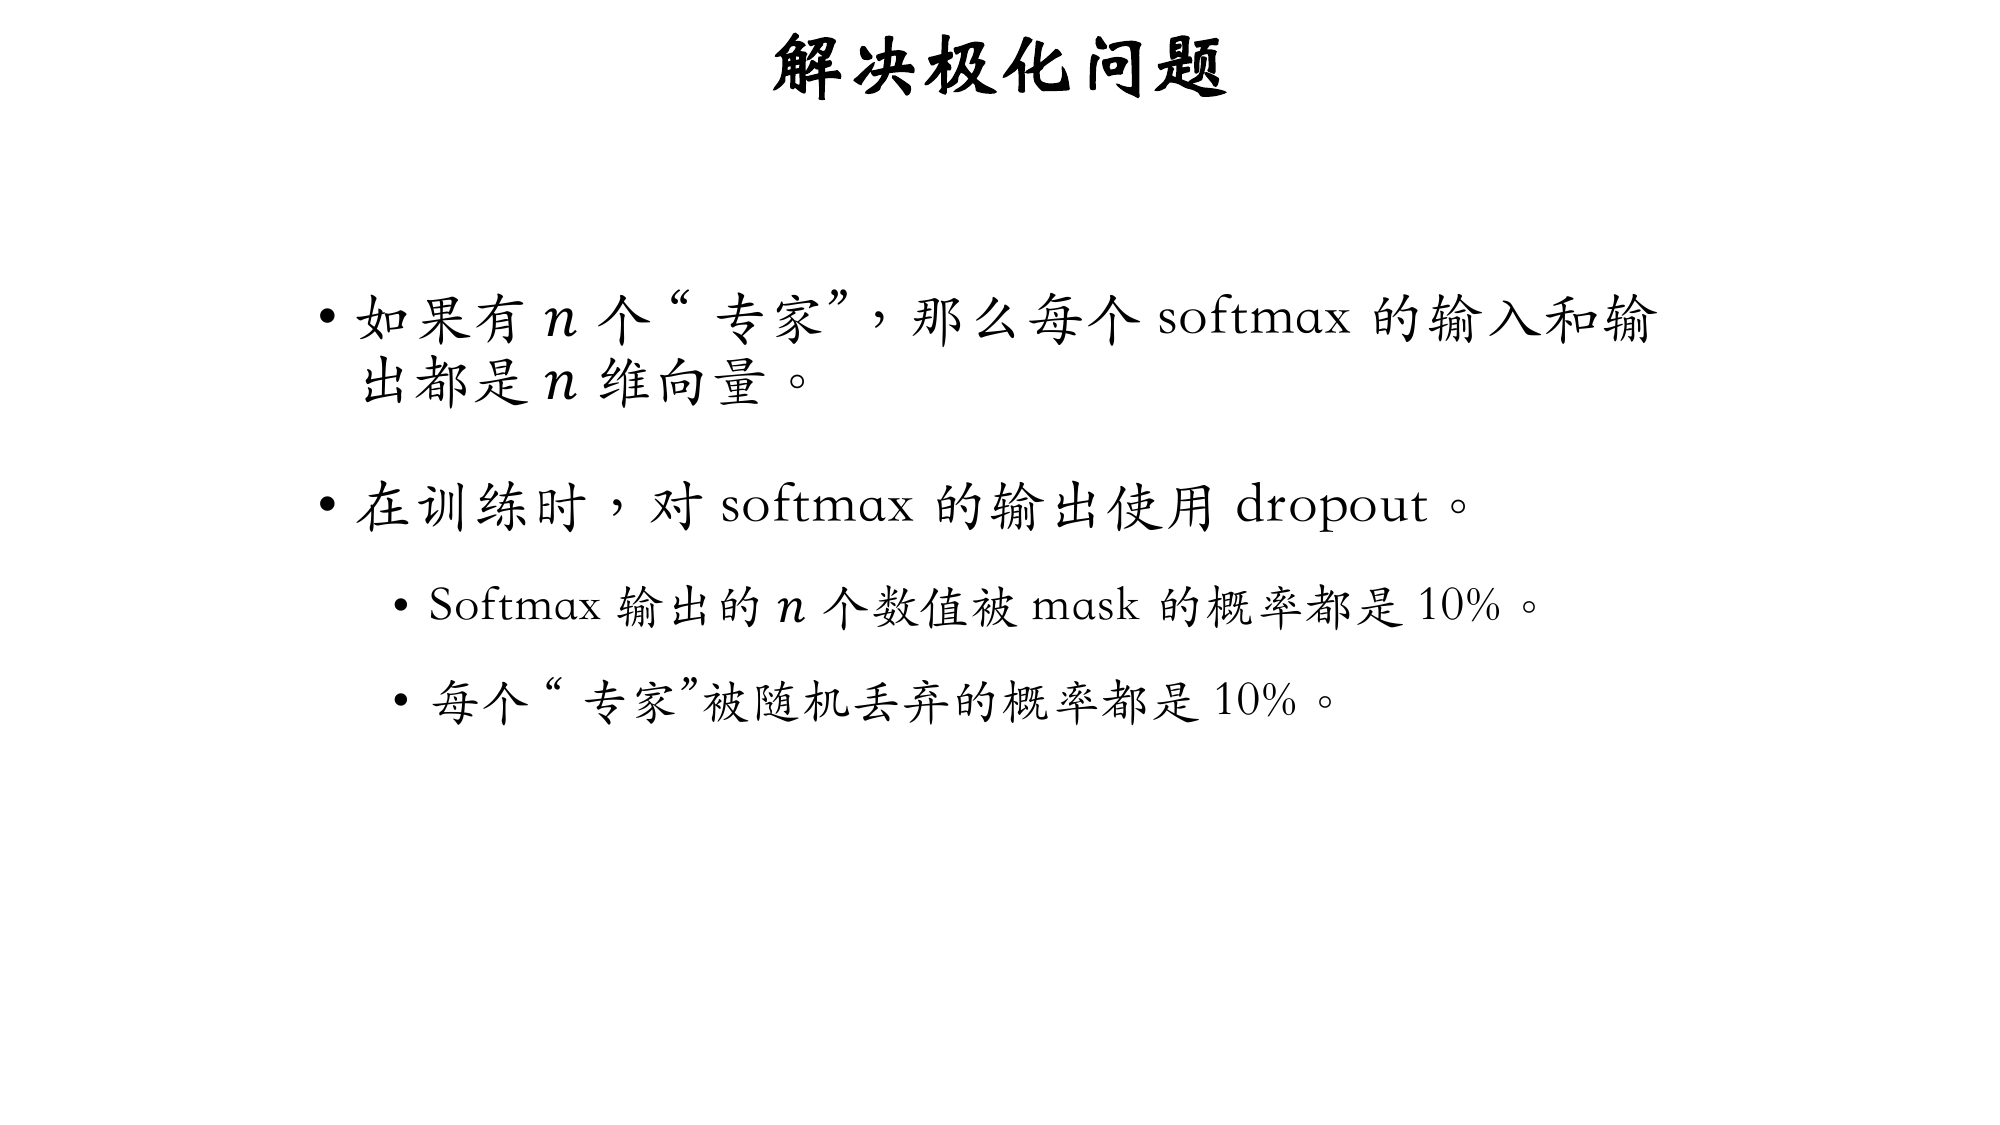 解决极化问题
• 如果有 n 个 “ 专家”，那么每个 softmax 的输入和输
出都是 n 维向量。
• 在训练时，对 softmax 的输出使用 dropout。
• Softmax 输出的 n 个数值被 mask 的概率都是 10%。
• 每个 “ 专家”被随机丢弃的概率都是 10%。